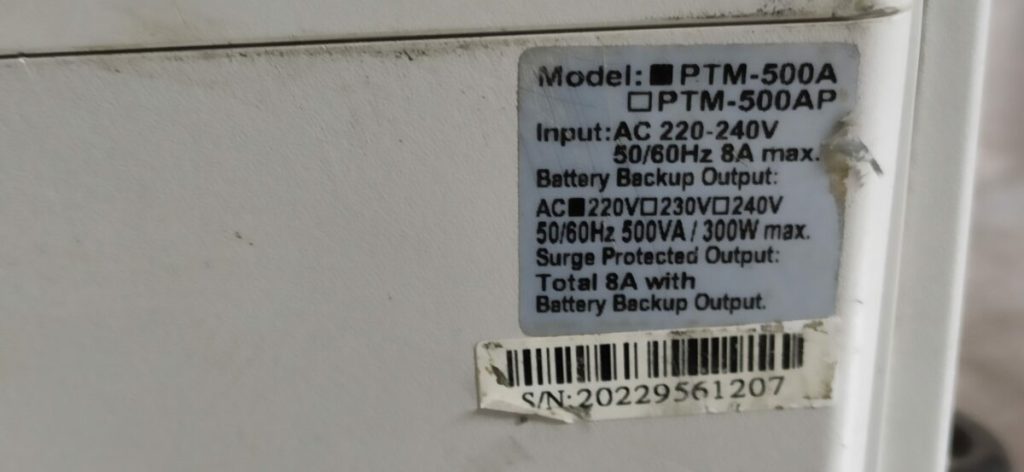 Model: ■PTM-500A
□PTM-500AP
Input: AC 220-240V
50/60Hz 8A max.
Battery Backup Output:
AC■220V□230V□240V
50/60Hz 500VA / 300W max.
Surge Protected Output:
Total 8A with
Battery Backup Output.
S/N:20229561207